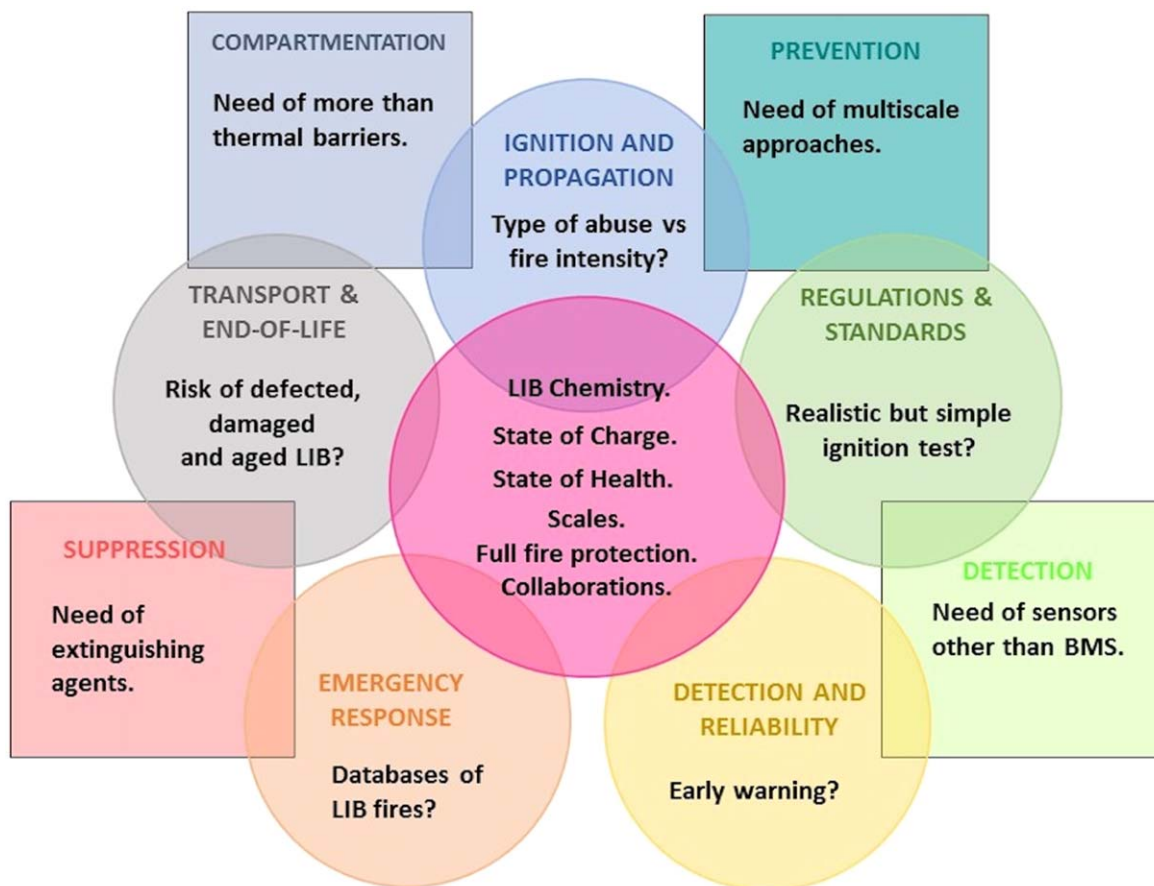 COMPARTMENTATION
Need of more than
thermal barriers.
PREVENTION
Need of multiscale
approaches.
IGNITION AND
PROPAGATION
Type of abuse vs
fire intensity?
TRANSPORT &
END-OF-LIFE
Risk of defected,
damaged
and aged LIB?
REGULATIONS &
STANDARDS
Realistic but simple
ignition test?
LIB Chemistry.
State of Charge.
State of Health.
Scales.
Full fire protection.
Collaborations.
SUPPRESSION
Need of
extinguishing
agents.
DETECTION
Need of sensors
other than BMS.
EMERGENCY
RESPONSE
Databases of
LIB fires?
DETECTION AND
RELIABILITY
Early warning?